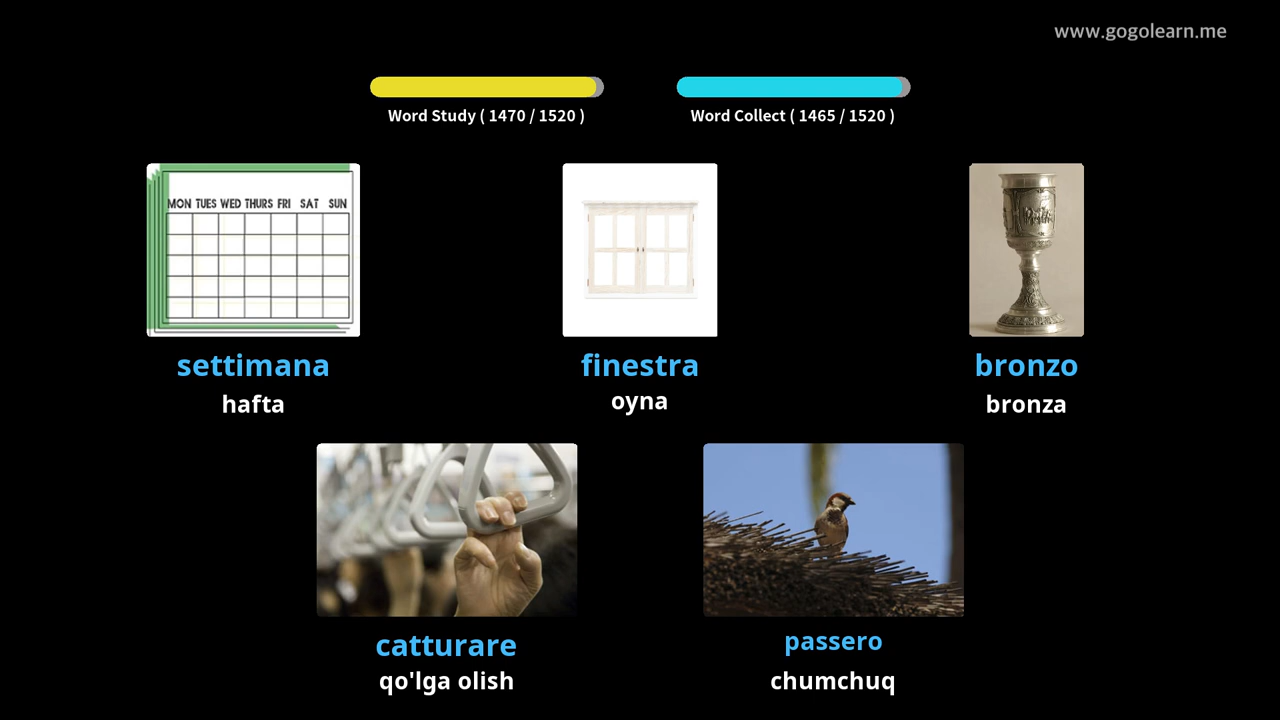 www.gogolearn.me
Word Study ( 1470 / 1520 )
Word Collect ( 1465 / 1520 )
MON TUES WED THURS FRI SAT SUN
settimana
hafta
finestra
oyna
bronzo
bronza
catturare
qo'lga olish
passero
chumchuq